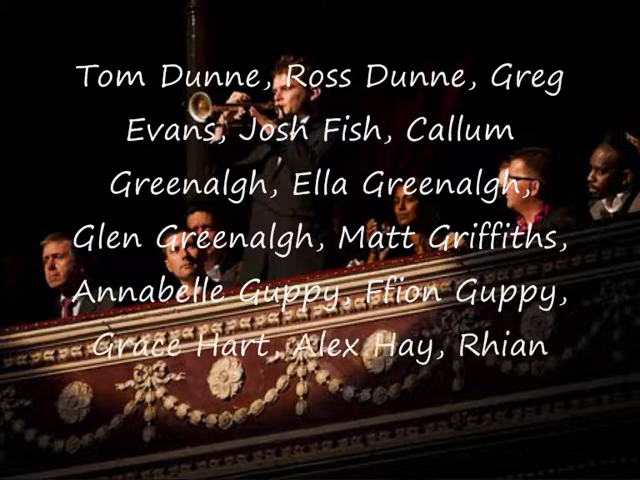 Tom Dunne, Ross Dunne, Greg
Evans, Josh Fish, Callum
Greenalgh, Ella Greenalgh,
Glen Greenalgh, Matt Griffiths,
Annabelle Guppy, Ffion Guppy,
Grace Hart, Alex Hay, Rhian